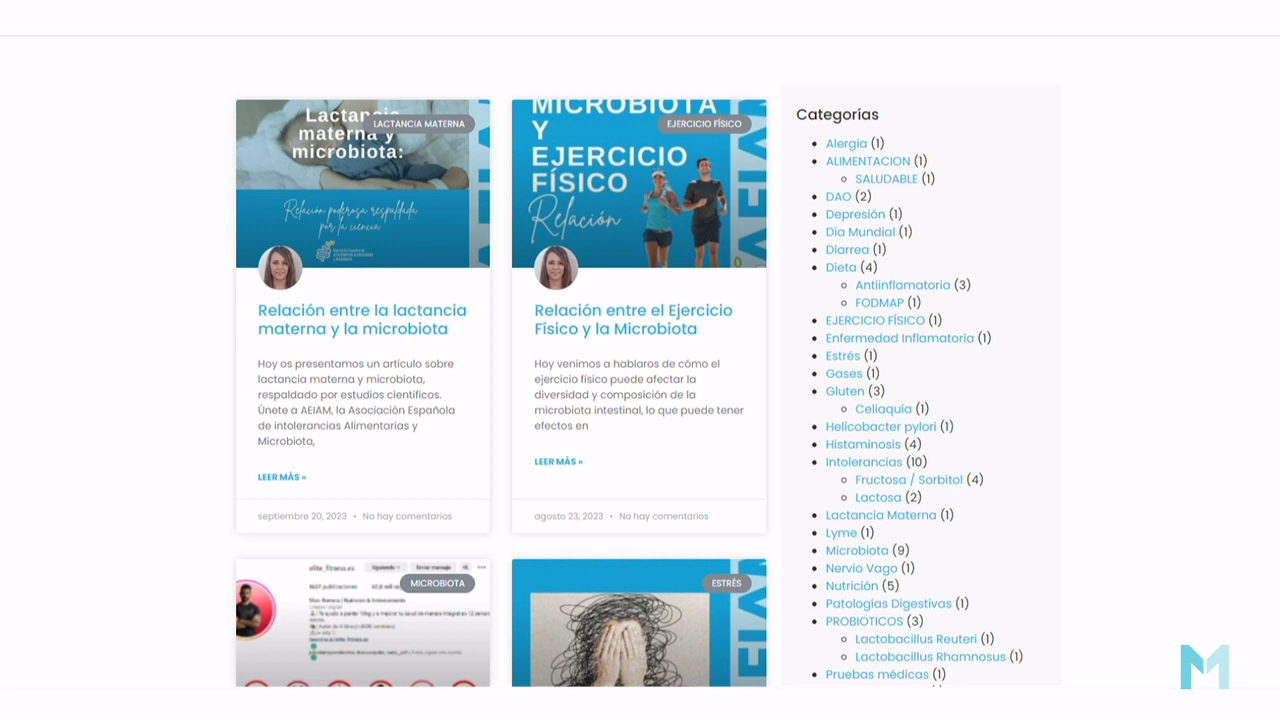 Lactancia
materna y
microbiota:
LACTANCIA MATERNA
Relación poderosa respaldada
por la ciencia
Relación entre la lactancia
materna y la microbiota
Hoy os presentamos un artículo sobre
lactancia materna y microbiota,
respaldado por estudios científicos.
Únete a AEIAM, la Asociación Española
de intolerancias Alimentarias y
Microbiota,
LEER MÁS »
septiembre 20, 2023 • No hay comentarios
MICROBIOTA
Y
EJERCICIO
FÍSICO
Relación
EJERCICIO FÍSICO
Relación entre el Ejercicio
Físico y la Microbiota
Hoy venimos a hablaros de cómo el
ejercicio físico puede afectar la
diversidad y composición de la
microbiota intestinal, lo que puede tener
efectos en
LEER MÁS »
agosto 23, 2023 • No hay comentarios
elite_fitness.es
Siguiendo
Enviar mensaje
MICROBIOTA
ESTRÉS
Categorías
Alergia (1)
ALIMENTACION (1)
SALUDABLE (1)
DAO (2)
Depresión (1)
Día Mundial (1)
Diarrea (1)
Dieta (4)
Antiinflamatoria (3)
FODMAP (1)
EJERCICIO FÍSICO (1)
Enfermedad Inflamatoria (1)
Estrés (1)
Gases (1)
Gluten (3)
Celiaquía (1)
Helicobacter pylori (1)
Histaminosis (4)
Intolerancias (10)
Fructosa / Sorbitol (4)
Lactosa (2)
Lactancia Materna (1)
Lyme (1)
Microbiota (9)
Nervio Vago (1)
Nutrición (5)
Patologías Digestivas (1)
PROBIOTICOS (3)
Lactobacillus Reuteri (1)
Lactobacillus Rhamnosus (1)
Pruebas médicas (1)